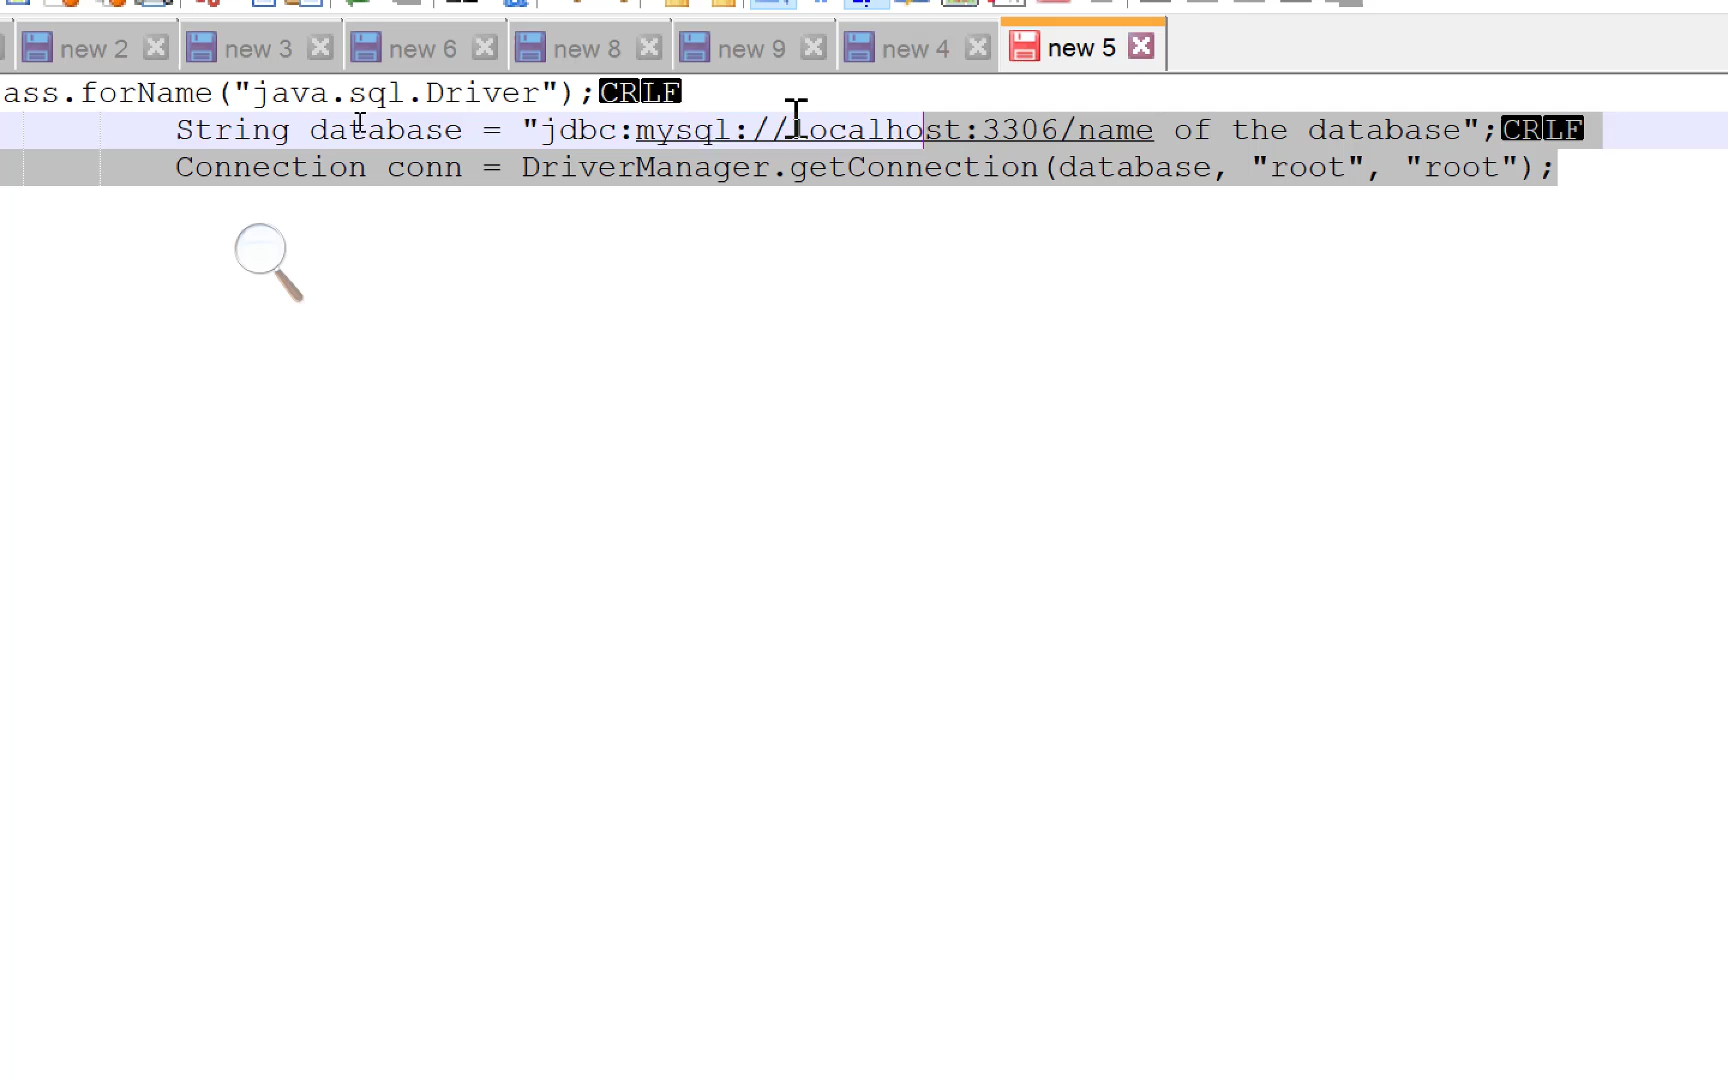 new 2 new 3 new 6 new 8 new 9 new 4 new 5
ass.forName("java.sql.Driver");CRLF
String database = "jdbc:mysql://localhost:3306/name of the database";CRLF
Connection conn = DriverManager.getConnection(database, "root", "root");